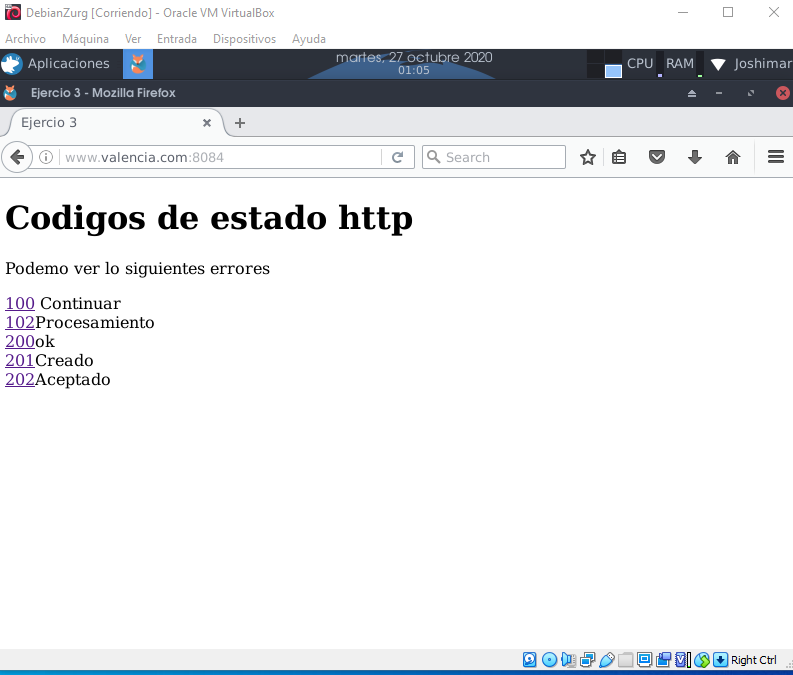 DebianZurg [Corriendo] - Oracle VM VirtualBox
Archivo Máquina Ver Entrada Dispositivos Ayuda
Aplicaciones martes, 27 octubre 2020 CPU RAM Joshimar
01:05
Ejercio 3 - Mozilla Firefox
Ejercio 3
www.valencia.com:8084 Search
Codigos de estado http
Podemo ver lo siguientes errores
100 Continuar
102Procesamiento
200ok
201Creado
202Aceptado
Right Ctrl